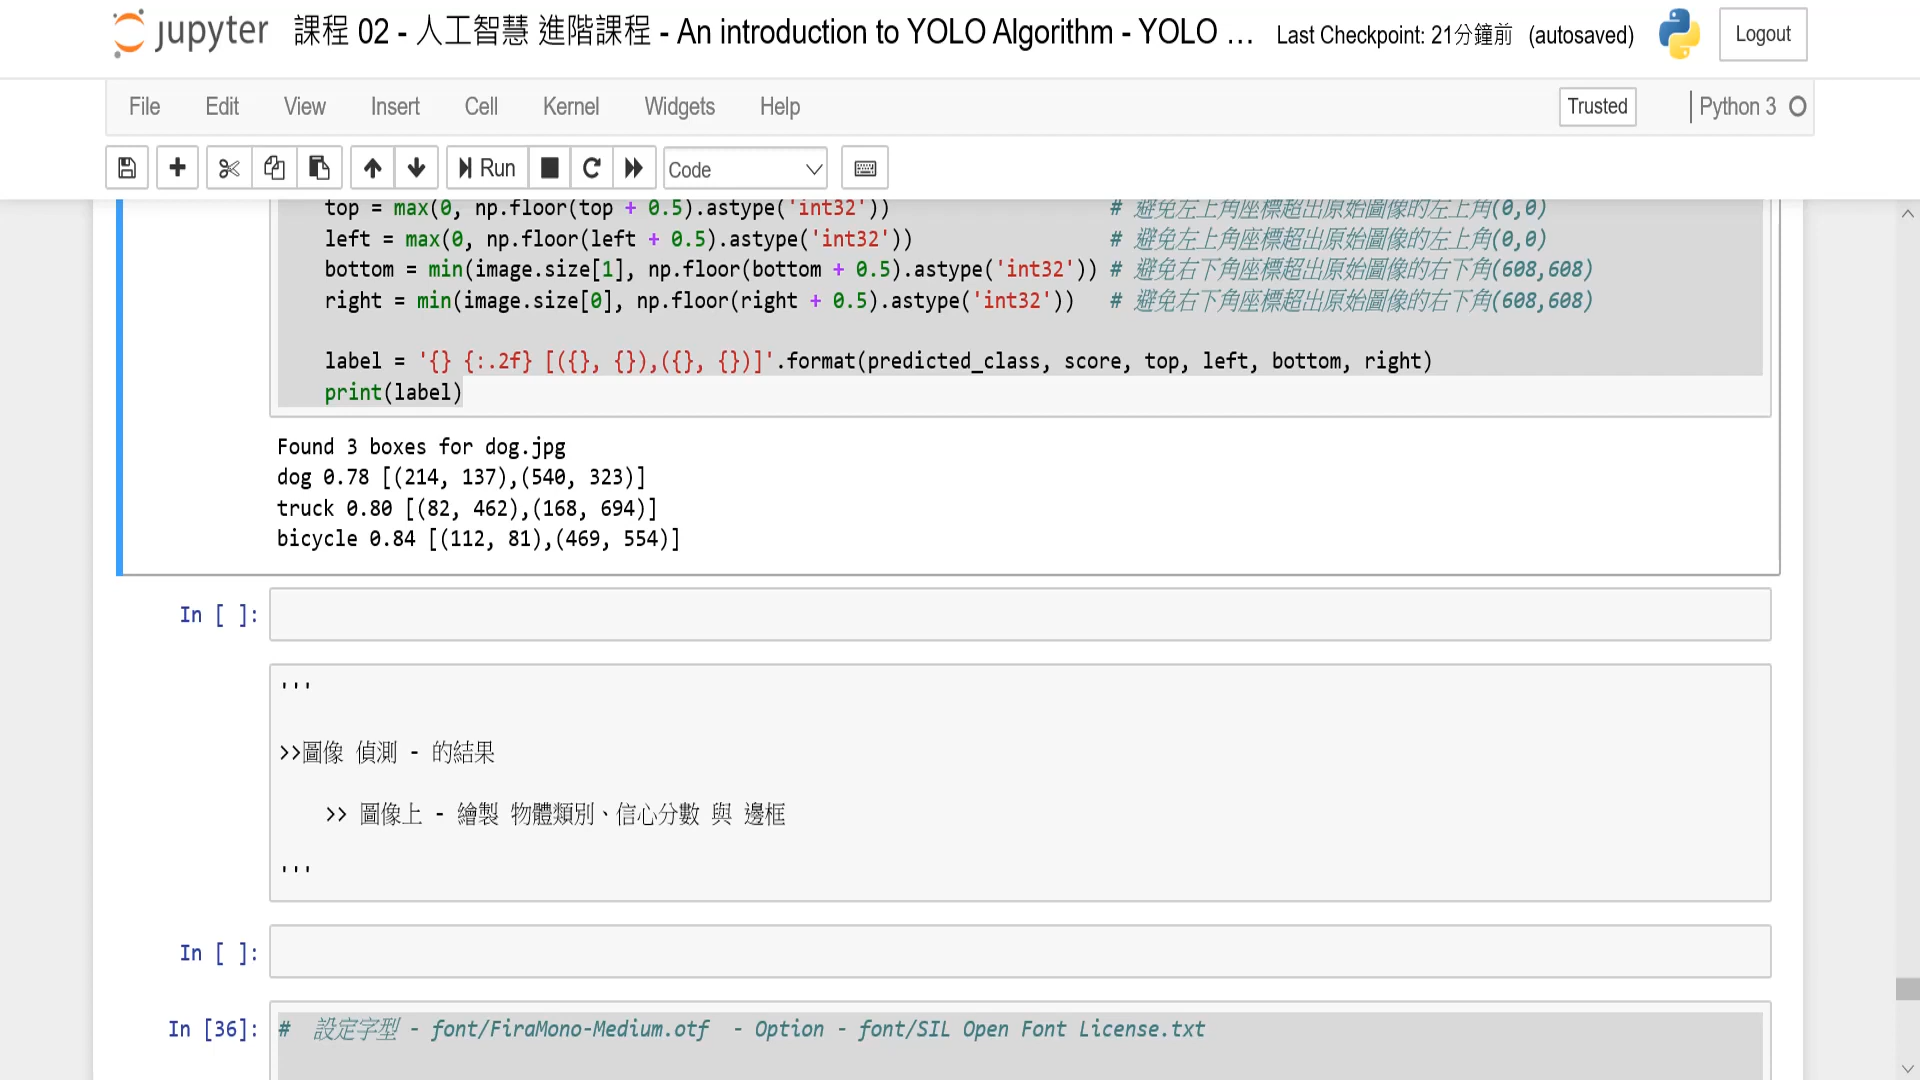 jupyter 課程 02 - 人工智慧 進階課程 - An introduction to YOLO Algorithm - YOLO ... Last Checkpoint: 21分鐘前 (autosaved) Logout
File Edit View Insert Cell Kernel Widgets Help Trusted Python 3
Run Code
top = max(0, np.floor(top + 0.5).astype('int32')) # 避免左上角座標超出原始圖像的左上角(0,0)
left = max(0, np.floor(left + 0.5).astype('int32')) # 避免左上角座標超出原始圖像的左上角(0,0)
bottom = min(image.size[1], np.floor(bottom + 0.5).astype('int32')) # 避免右下角座標超出原始圖像的右下角(608,608)
right = min(image.size[0], np.floor(right + 0.5).astype('int32')) # 避免右下角座標超出原始圖像的右下角(608,608)
label = '{} {:.2f} [({}, {}),({}, {})]'.format(predicted_class, score, top, left, bottom, right)
print(label)
Found 3 boxes for dog.jpg
dog 0.78 [(214, 137),(540, 323)]
truck 0.80 [(82, 462),(168, 694)]
bicycle 0.84 [(112, 81),(469, 554)]
In [ ]:
'''
>>圖像 偵測 - 的結果
>> 圖像上 - 繪製 物體類別、信心分數 與 邊框
'''
In [ ]:
In [36]: # 設定字型 - font/FiraMono-Medium.otf - Option - font/SIL Open Font License.txt